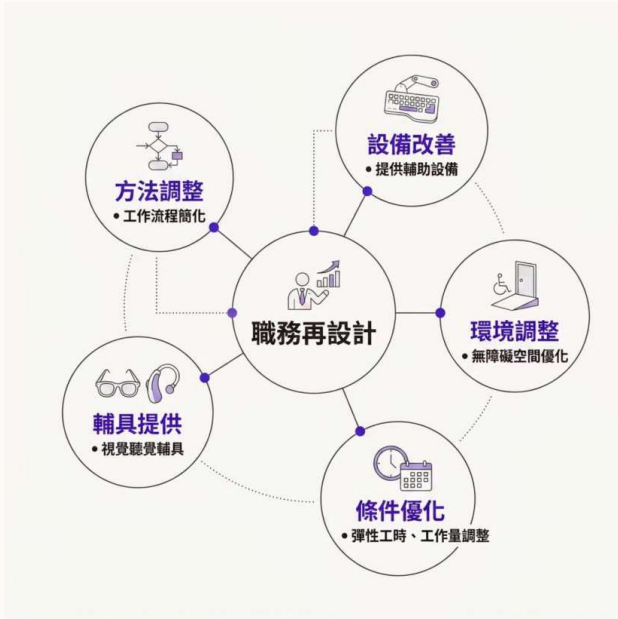 設備改善
• 提供輔助設備
方法調整
• 工作流程簡化
職務再設計
環境調整
• 無障礙空間優化
輔具提供
• 視覺聽覺輔具
條件優化
• 彈性工時、工作量調整